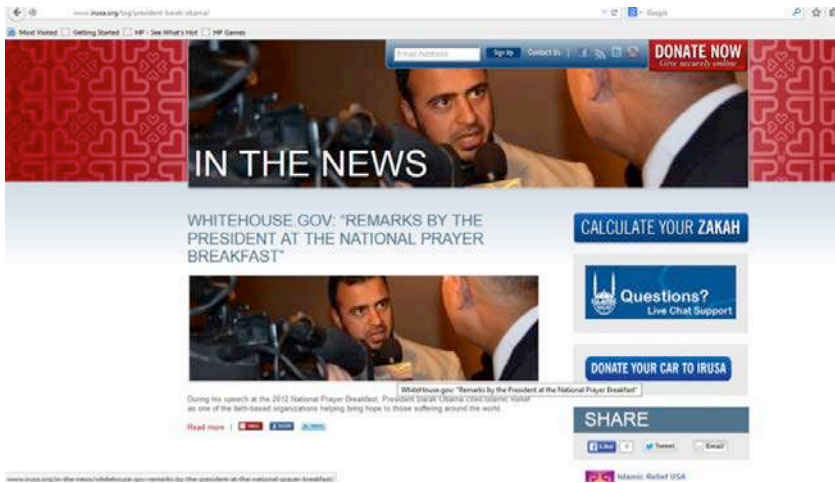 www.irusa.org/tag/president-barak-obama/
Google
Most Visited Getting Started HP - See What's Hot HP Games
Email Address Sign Up Contact Us
DONATE NOW
Give securely online
IN THE NEWS
WHITEHOUSE.GOV: "REMARKS BY THE
PRESIDENT AT THE NATIONAL PRAYER
BREAKFAST"
CALCULATE YOUR ZAKAH
Questions?
Live Chat Support
DONATE YOUR CAR TO IRUSA
WhiteHouse.gov: "Remarks by the President at the National Prayer Breakfast"
During his speech at the 2012 National Prayer Breakfast, President Barak Obama cited Islamic Relief
as one of the faith-based organizations helping bring hope to those suffering around the world.
Read more |
SHARE
Like Tweet Email
Islamic Relief USA
www.irusa.org/in-the-news/whitehouse-gov-remarks-by-the-president-at-the-national-prayer-breakfast/